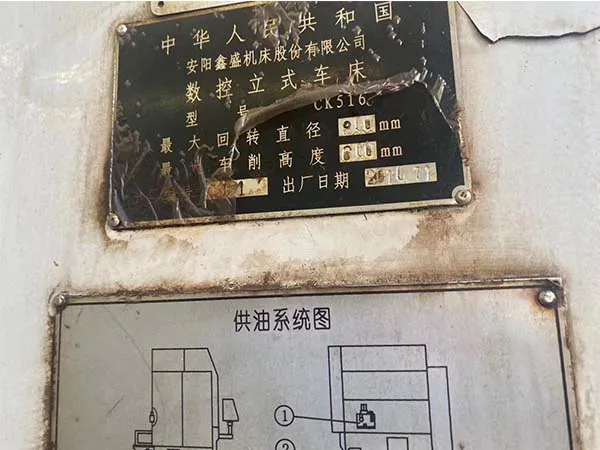 中华人民共和国
安阳鑫盛机床股份有限公司
数控立式车床
型号 CK516
最大回转直径 mm
最 车削高度 mm
出厂日期
供油系统图
①
②